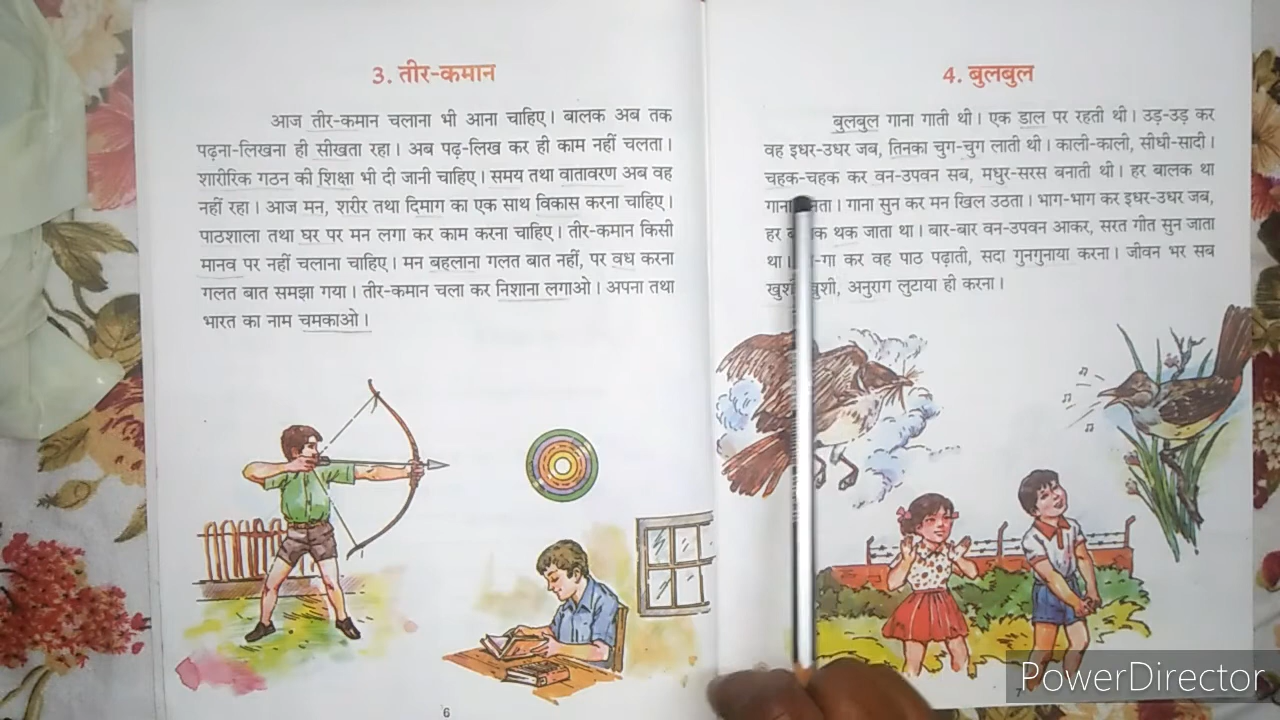 3. तीर-कमान
आज तीर-कमान चलाना भी आना चाहिए। बालक अब तक
पढ़ना-लिखना ही सीखता रहा। अब पढ़-लिख कर ही काम नहीं चलता।
शारीरिक गठन की शिक्षा भी दी जानी चाहिए। समय तथा वातावरण अब वह
नहीं रहा। आज मन, शरीर तथा दिमाग का एक साथ विकास करना चाहिए।
पाठशाला तथा घर पर मन लगा कर काम करना चाहिए। तीर-कमान किसी
मानव पर नहीं चलाना चाहिए। मन बहलाना गलत बात नहीं, पर वध करना
गलत बात समझा गया। तीर-कमान चला कर निशाना लगाओ। अपना तथा
भारत का नाम चमकाओ।
6
4. बुलबुल
बुलबुल गाना गाती थी। एक डाल पर रहती थी। उड़-उड़ कर
वह इधर-उधर जब, तिनका चुग-चुग लाती थी। काली-काली, सीधी-सादी।
चहक-चहक कर वन-उपवन सब, मधुर-सरस बनाती थी। हर बालक था
गाना गाना सुन कर मन खिल उठता। भाग-भाग कर इधर-उधर जब,
हर थक जाता था। बार-बार वन-उपवन आकर, सरत गीत सुन जाता
था। कर वह पाठ पढ़ाती, सदा गुनगुनाया करना। जीवन भर सब
अनुराग लुटाया ही करना।
7
PowerDirector